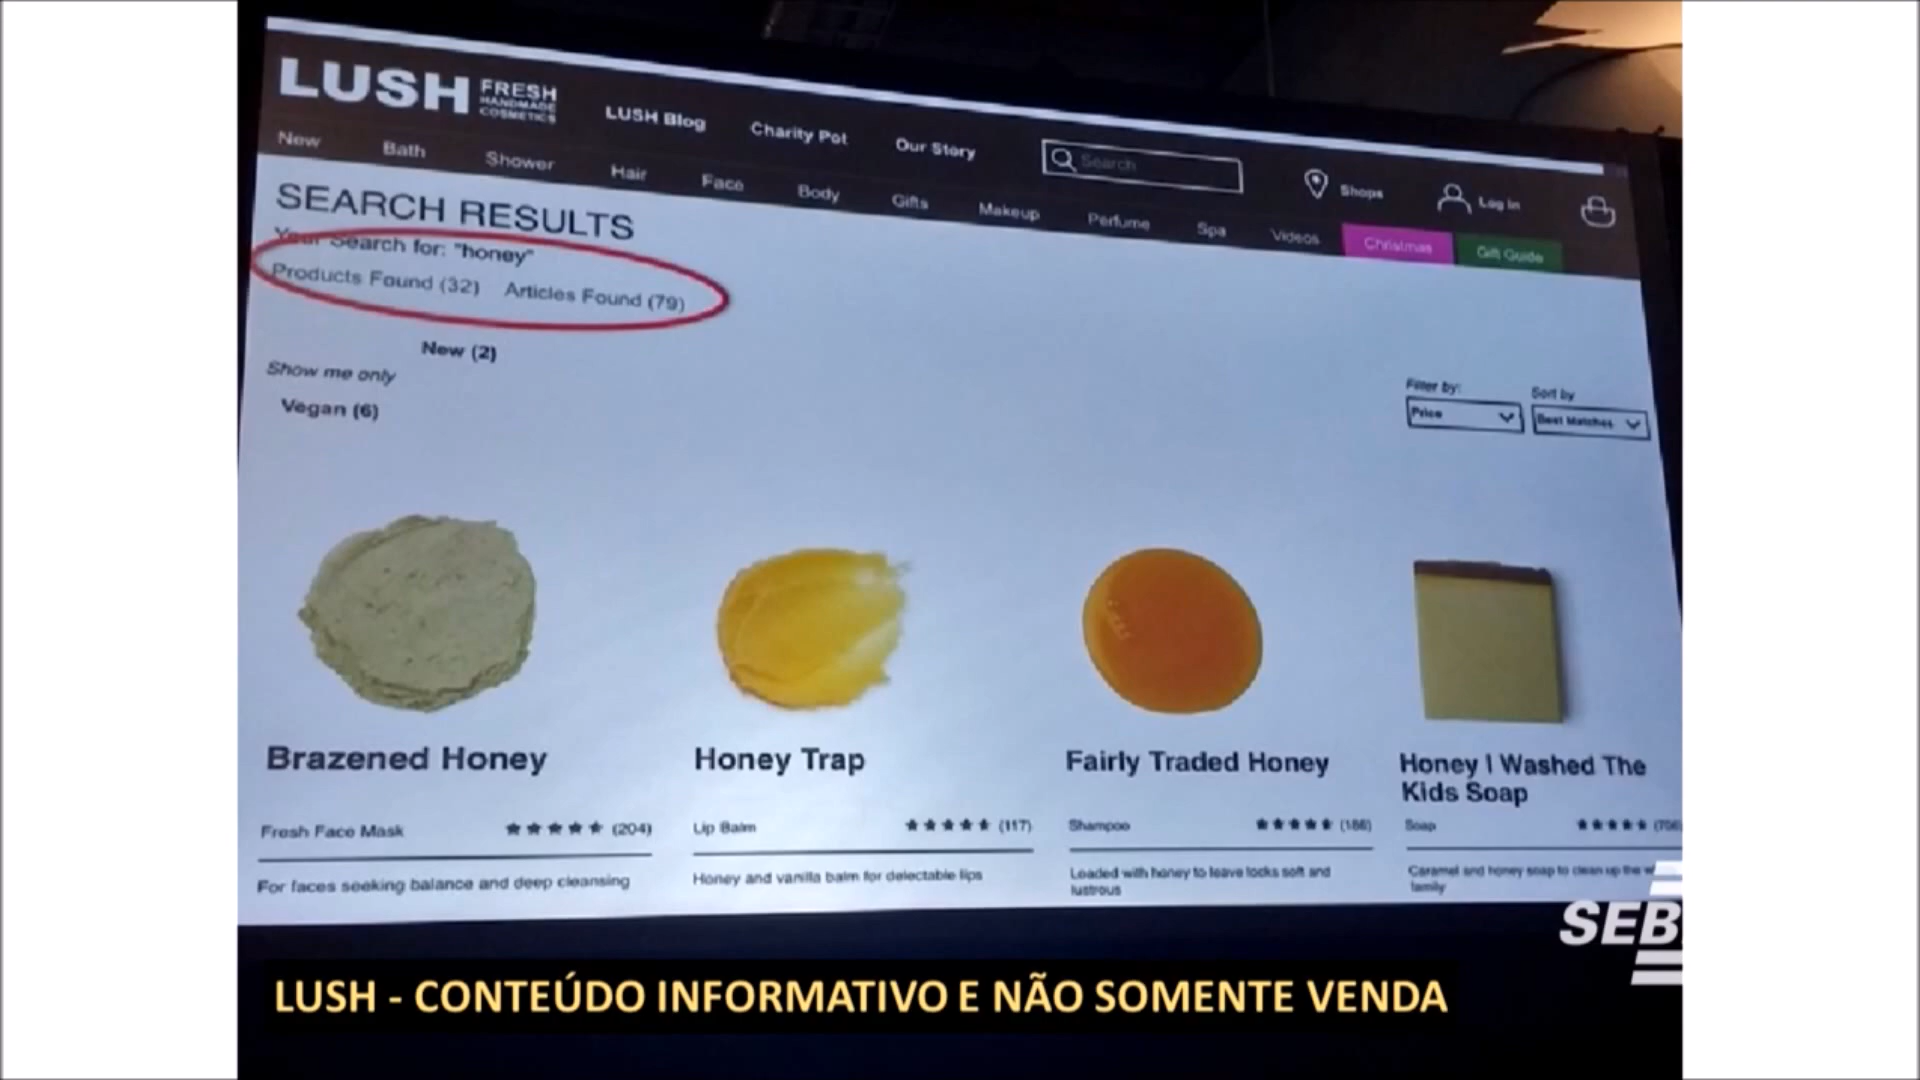 LUSH FRESH
HANDMADE
COSMETICS
LUSH Blog
Charity Pot
Our Story
Search
Shops
Log In
New
Bath
Shower
Hair
Face
Body
Gifts
Makeup
Perfume
Spa
Videos
Christmas
Gift Guide
SEARCH RESULTS
Your Search for: "honey"
Products Found (32) Articles Found (79)
New (2)
Show me only
Vegan (6)
Filter by:
Price
Sort by
Best Matches
Brazened Honey
Fresh Face Mask ★★★★★ (204)
For faces seeking balance and deep cleansing
Honey Trap
Lip Balm ★★★★★ (117)
Honey and vanilla balm for delectable lips
Fairly Traded Honey
Shampoo ★★★★★ (186)
Loaded with honey to leave locks soft and
lustrous
Honey I Washed The
Kids Soap
Soap ★★★★★
Caramel and honey soap to clean up the
family
SEB
LUSH - CONTEÚDO INFORMATIVO E NÃO SOMENTE VENDA